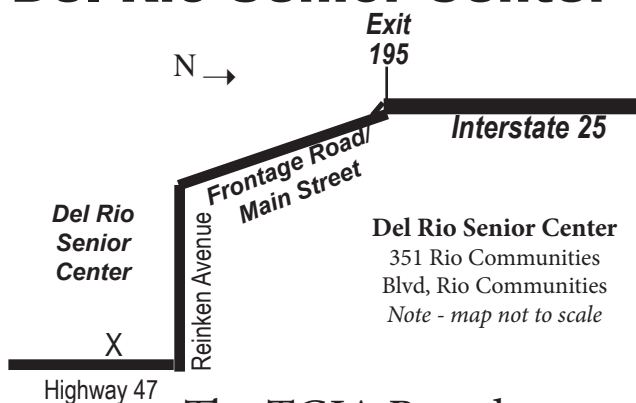 Del Rio Senior Center
Exit
195
N
Interstate 25
Frontage Road/
Main Street
Del Rio
Senior
Center
Reinken Avenue
Del Rio Senior Center
351 Rio Communities
Blvd, Rio Communities
Note - map not to scale
X
Highway 47